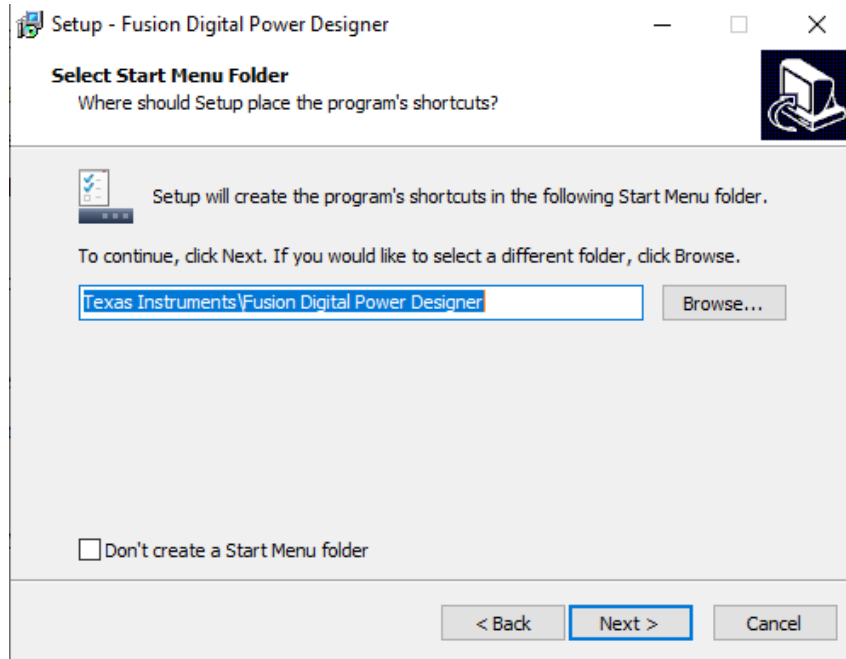 Setup - Fusion Digital Power Designer
Select Start Menu Folder
Where should Setup place the program's shortcuts?
Setup will create the program's shortcuts in the following Start Menu folder.
To continue, click Next. If you would like to select a different folder, click Browse.
Texas Instruments\Fusion Digital Power Designer
Browse...
Don't create a Start Menu folder
< Back
Next >
Cancel